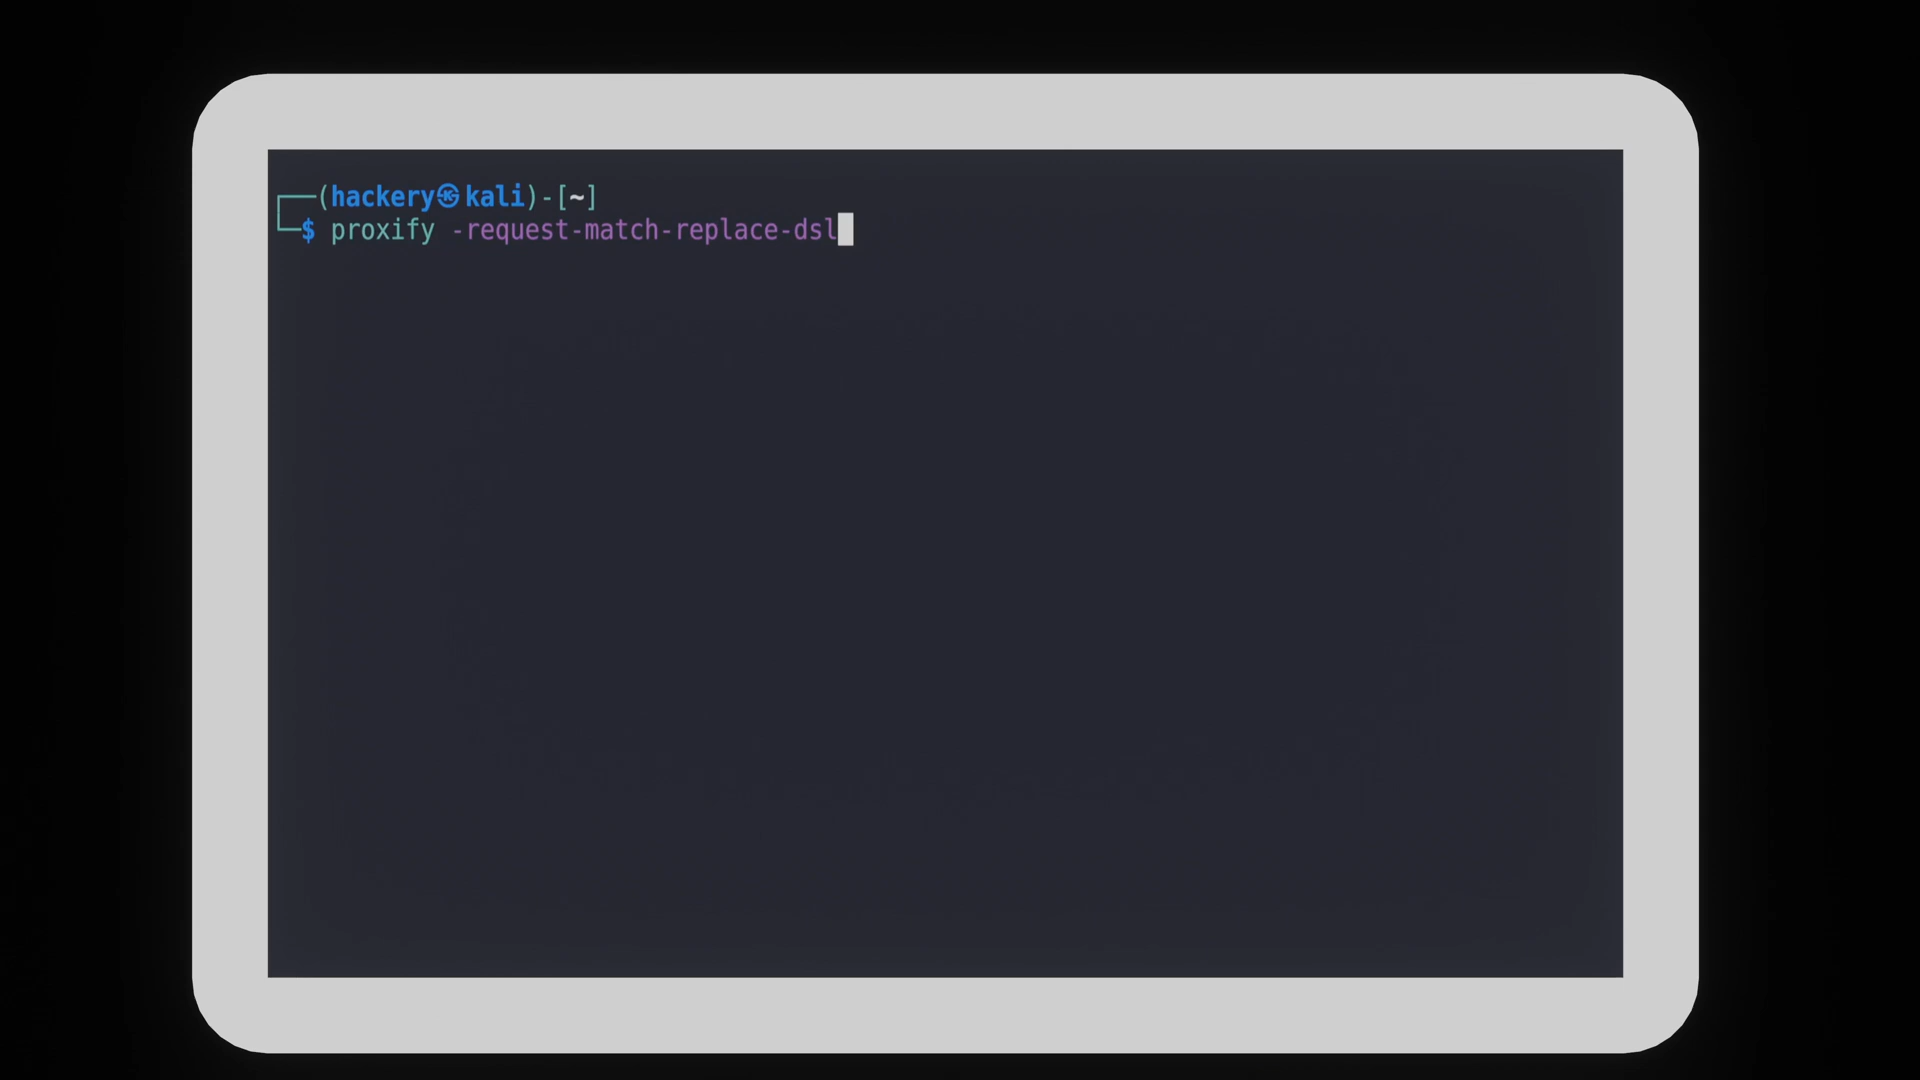 ┌──(hackery㉿kali)-[~]
└─$ proxify -request-match-replace-dsl